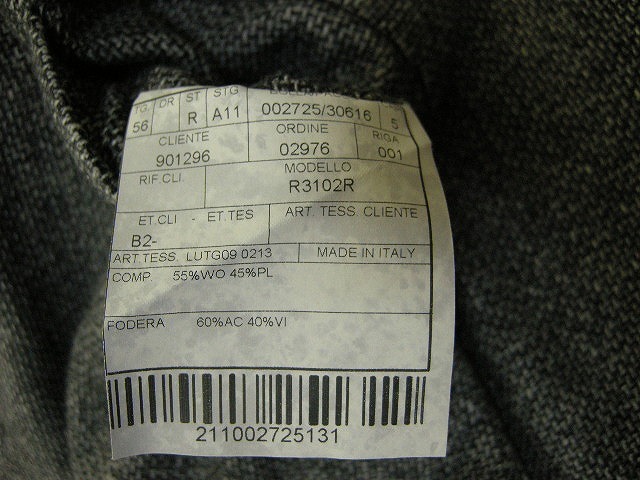 TG. DR ST STG
56 R A11 002725/30616 5
CLIENTE ORDINE RIGA
901296 02976 001
RIF.CLI. MODELLO
R3102R
ET.CLI - ET.TES ART. TESS. CLIENTE
B2-
ART.TESS. LUTG09 0213 MADE IN ITALY
COMP. 55%WO 45%PL
FODERA 60%AC 40%VI
211002725131